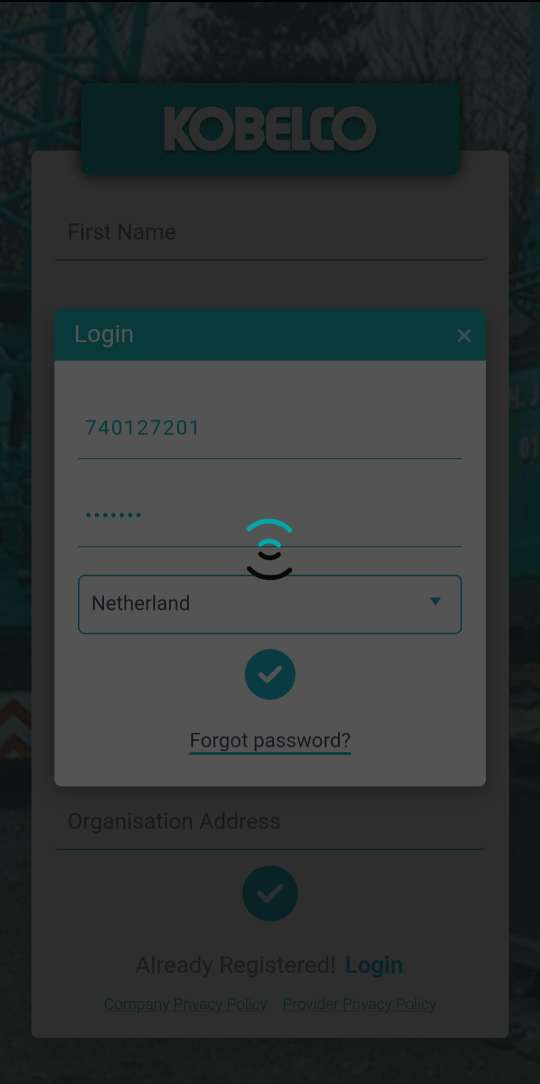 KOBELCO
First Name
Login
740127201
Netherland
Forgot password?
Organisation Address
Already Registered! Login
Company Privacy Policy Provider Privacy Policy